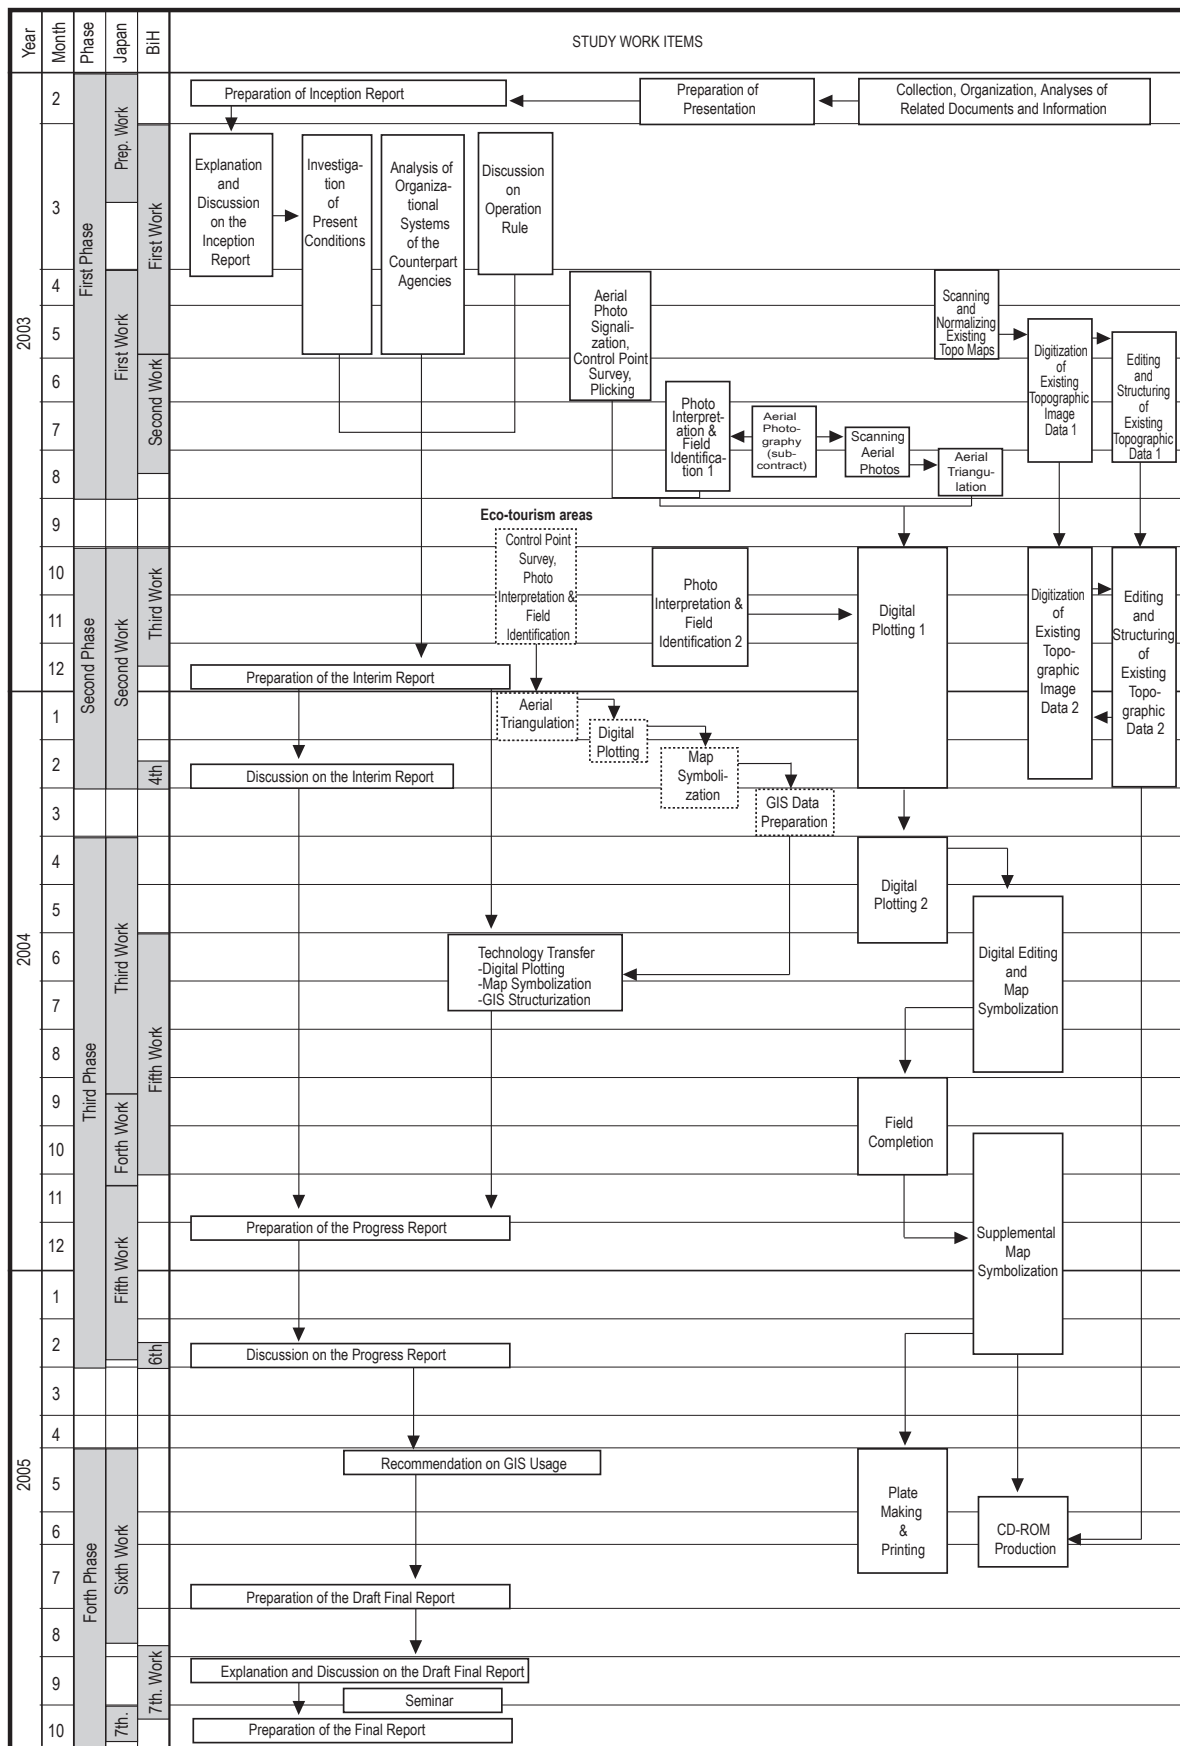 Year
Month
Phase
Japan
BiH
STUDY WORK ITEMS
2003
2004
2005
2
3
4
5
6
7
8
9
10
11
12
1
2
3
4
5
6
7
8
9
10
11
12
1
2
3
4
5
6
7
8
9
10
First Phase
Second Phase
Third Phase
Forth Phase
Prep. Work
First Work
Second Work
Third Work
Forth Work
Fifth Work
Sixth Work
7th.
First Work
Second Work
Third Work
4th
Fifth Work
6th
7th. Work
Preparation of Inception Report
Preparation of
Presentation
Collection, Organization, Analyses of
Related Documents and Information
Explanation
and
Discussion
on the
Inception
Report
Investiga-
tion
of
Present
Conditions
Analysis of
Organiza-
tional
Systems
of the
Counterpart
Agencies
Discussion
on
Operation
Rule
Aerial
Photo
Signali-
zation,
Control Point
Survey,
Plicking
Scanning
and
Normalizing
Existing
Topo Maps
Digitization
of
Existing
Topographic
Image
Data 1
Editing
and
Structuring
of
Existing
Topographic
Data 1
Photo
Interpret-
ation &
Field
Identifica-
tion 1
Aerial
Photo-
graphy
(sub-
contract)
Scanning
Aerial
Photos
Aerial
Triangu-
lation
Eco-tourism areas
Control Point
Survey,
Photo
Interpretation &
Field
Identification
Photo
Interpretation &
Field
Identification 2
Digital
Plotting 1
Digitization
of
Existing
Topo-
graphic
Image
Data 2
Editing
and
Structuring
of
Existing
Topo-
graphic
Data 2
Preparation of the Interim Report
Aerial
Triangulation
Digital
Plotting
Map
Symboli-
zation
GIS Data
Preparation
Discussion on the Interim Report
Digital
Plotting 2
Technology Transfer
-Digital Plotting
-Map Symbolization
-GIS Structurization
Digital Editing
and
Map
Symbolization
Field
Completion
Preparation of the Progress Report
Supplemental
Map
Symbolization
Discussion on the Progress Report
Recommendation on GIS Usage
Plate
Making
&
Printing
CD-ROM
Production
Preparation of the Draft Final Report
Explanation and Discussion on the Draft Final Report
Seminar
Preparation of the Final Report